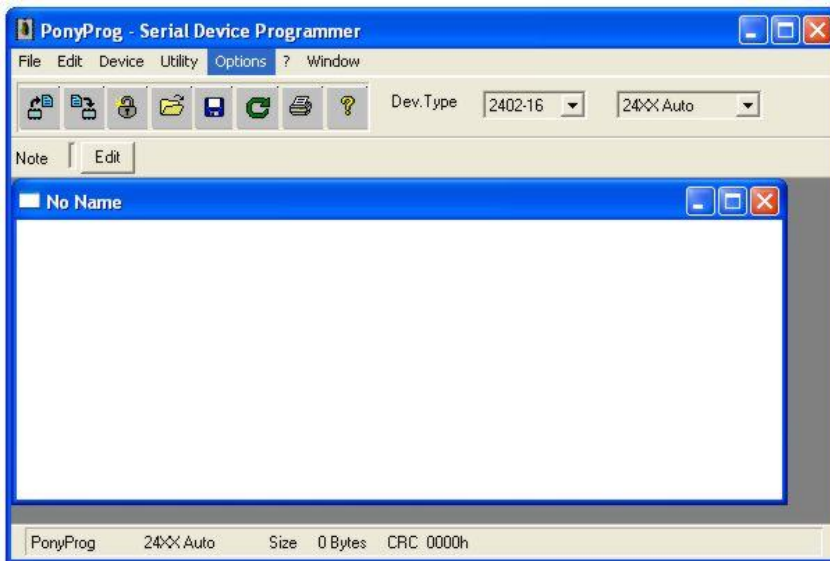 PonyProg - Serial Device Programmer
File Edit Device Utility Options ? Window
Dev.Type 2402-16 24XX Auto
Note Edit
No Name
PonyProg 24XX Auto Size 0 Bytes CRC 0000h